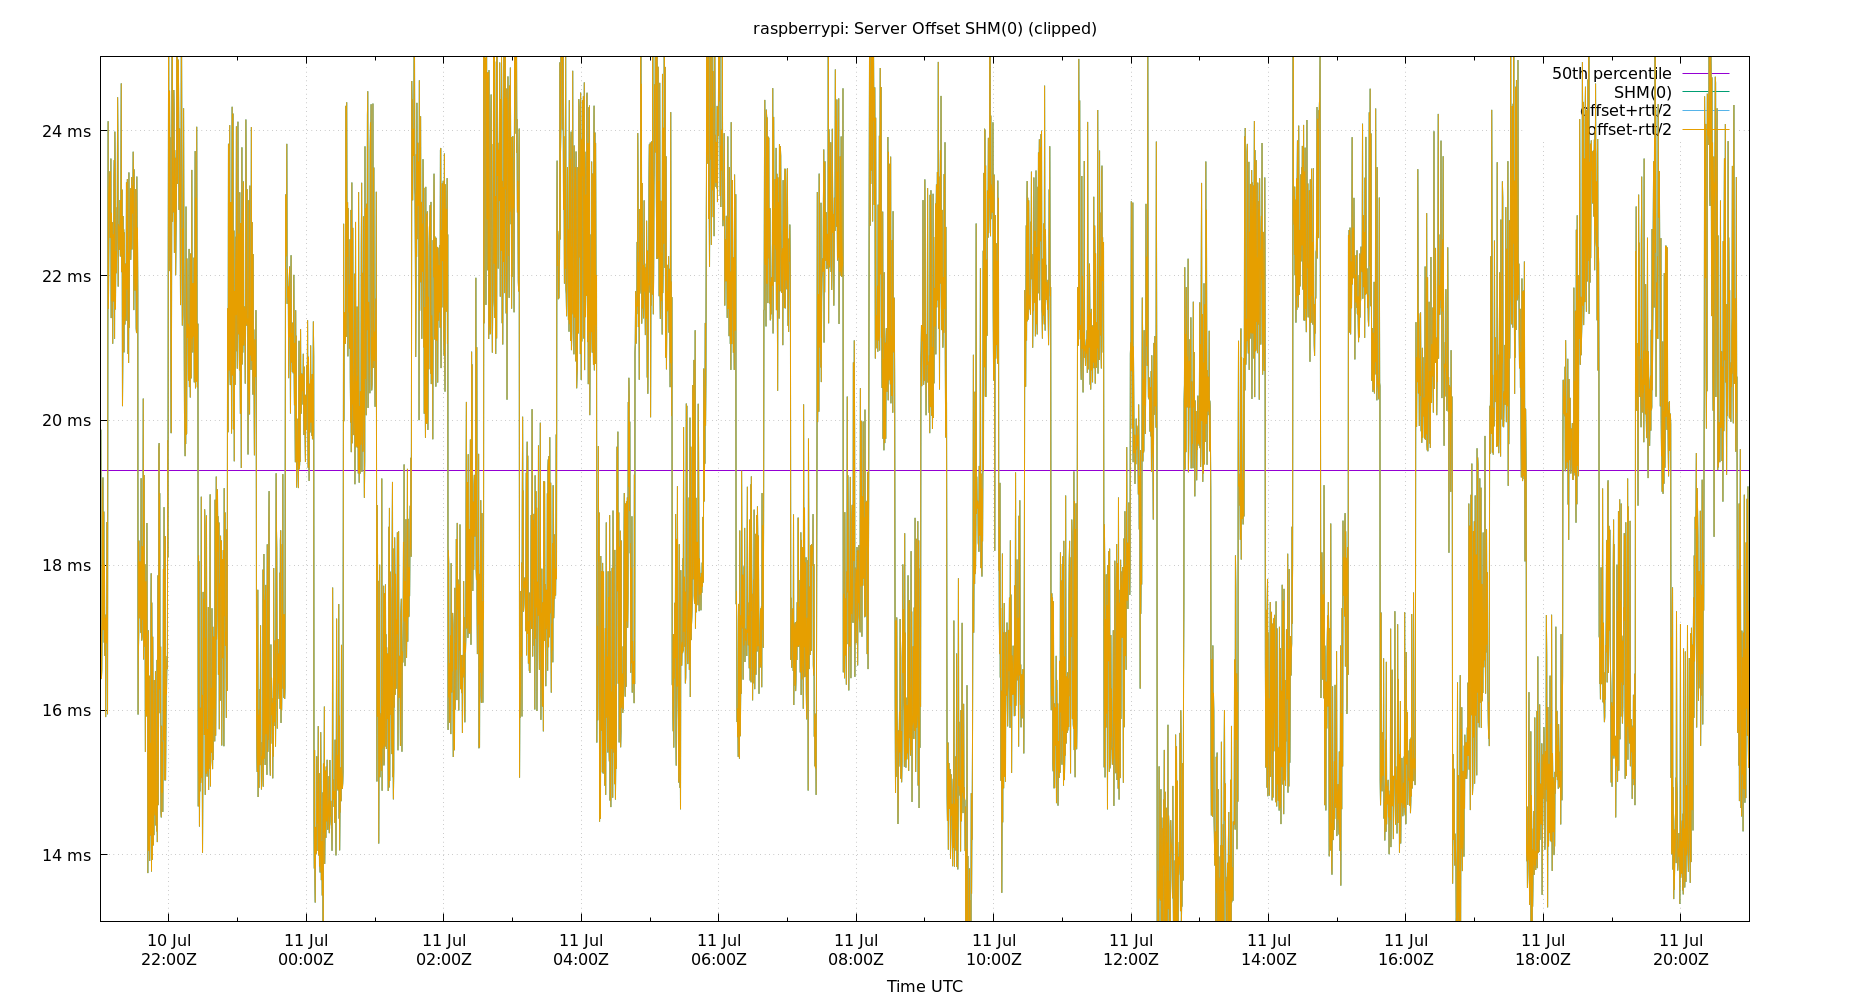 raspberrypi: Server Offset SHM(0) (clipped)
50th percentile
SHM(0)
offset+rtt/2
offset-rtt/2
24 ms
22 ms
20 ms
18 ms
16 ms
14 ms
10 Jul 11 Jul 11 Jul 11 Jul 11 Jul 11 Jul 11 Jul 11 Jul 11 Jul 11 Jul 11 Jul 11 Jul
22:00Z 00:00Z 02:00Z 04:00Z 06:00Z 08:00Z 10:00Z 12:00Z 14:00Z 16:00Z 18:00Z 20:00Z
Time UTC